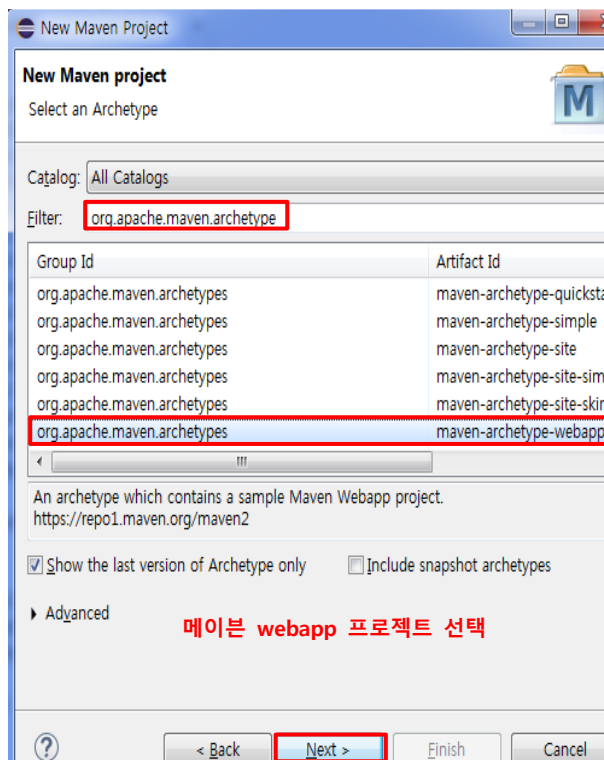 New Maven Project
New Maven project
Select an Archetype
M
Catalog: All Catalogs
Filter: org.apache.maven.archetype
Group Id Artifact Id
org.apache.maven.archetypes maven-archetype-quicksta
org.apache.maven.archetypes maven-archetype-simple
org.apache.maven.archetypes maven-archetype-site
org.apache.maven.archetypes maven-archetype-site-sim
org.apache.maven.archetypes maven-archetype-site-skin
org.apache.maven.archetypes maven-archetype-webapp
An archetype which contains a sample Maven Webapp project.
https://repo1.maven.org/maven2
Show the last version of Archetype only Include snapshot archetypes
Advanced
메이븐 webapp 프로젝트 선택
? < Back Next > Finish Cancel